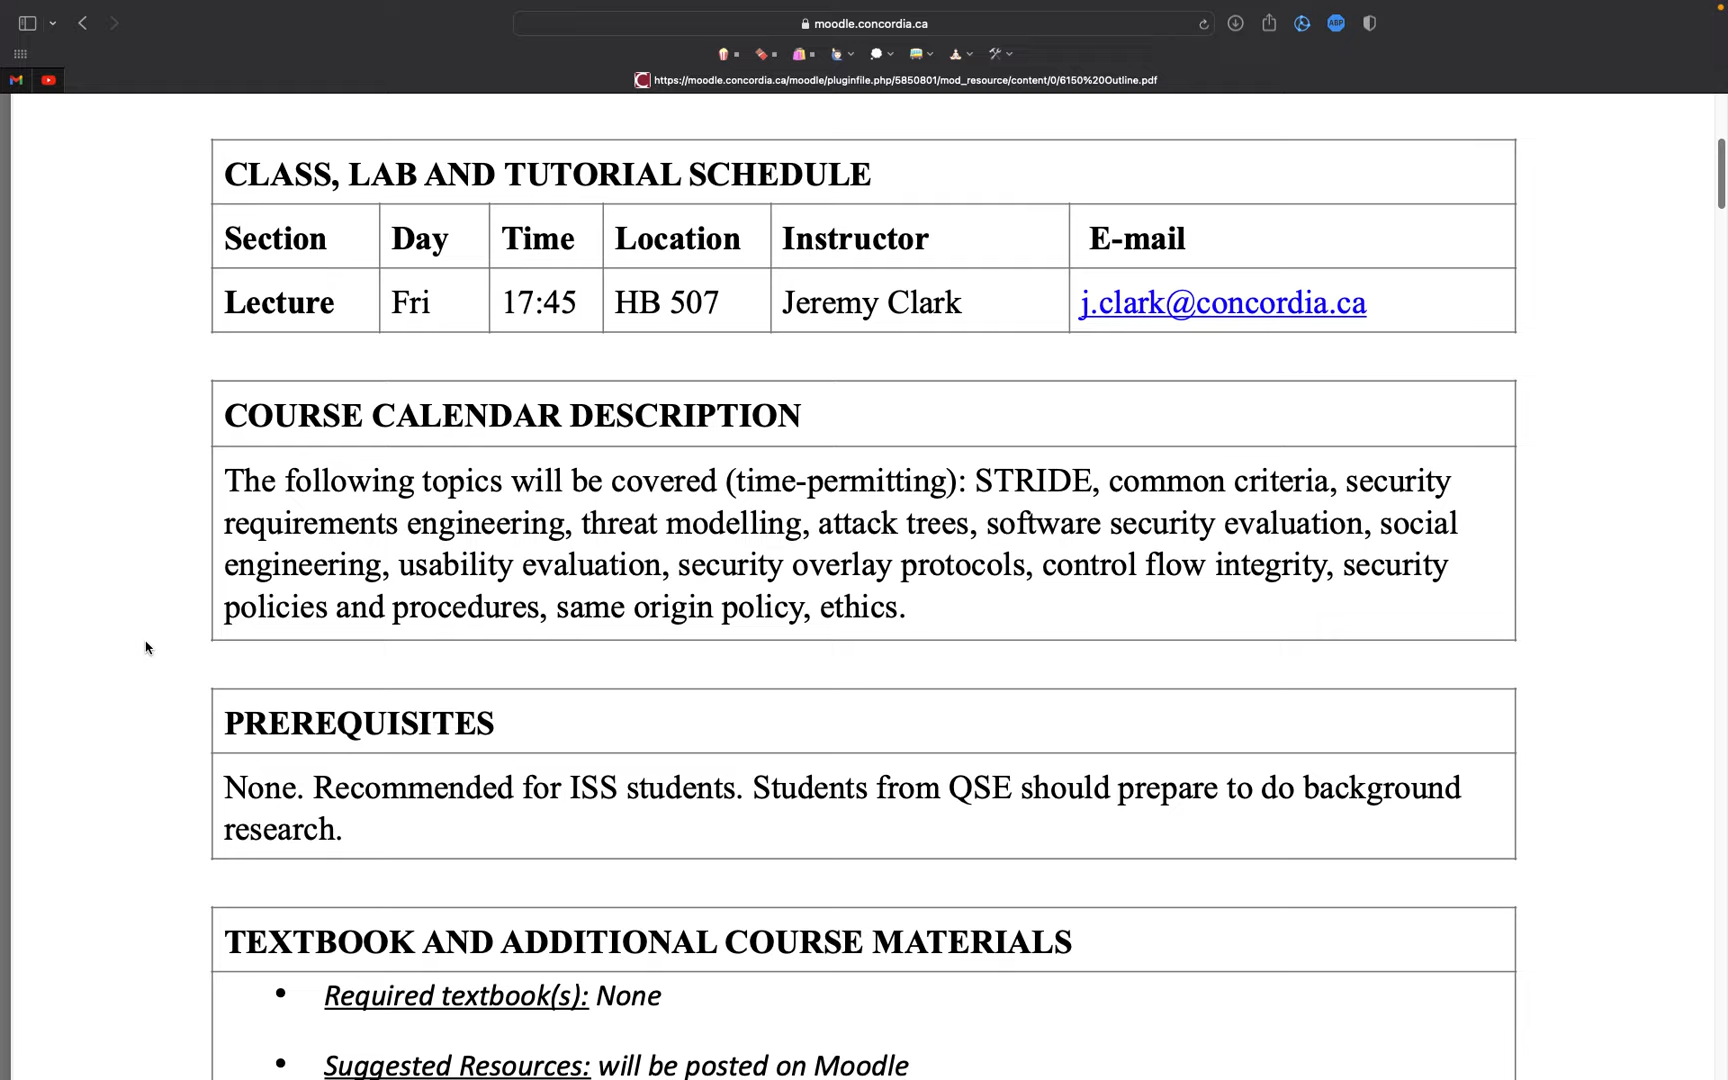 moodle.concordia.ca
ABP
https://moodle.concordia.ca/moodle/pluginfile.php/5850801/mod_resource/content/0/6150%20Outline.pdf
CLASS, LAB AND TUTORIAL SCHEDULE
Section Day Time Location Instructor E-mail
Lecture Fri 17:45 HB 507 Jeremy Clark j.clark@concordia.ca
COURSE CALENDAR DESCRIPTION
The following topics will be covered (time-permitting): STRIDE, common criteria, security
requirements engineering, threat modelling, attack trees, software security evaluation, social
engineering, usability evaluation, security overlay protocols, control flow integrity, security
policies and procedures, same origin policy, ethics.
PREREQUISITES
None. Recommended for ISS students. Students from QSE should prepare to do background
research.
TEXTBOOK AND ADDITIONAL COURSE MATERIALS
• Required textbook(s): None
• Suggested Resources: will be posted on Moodle